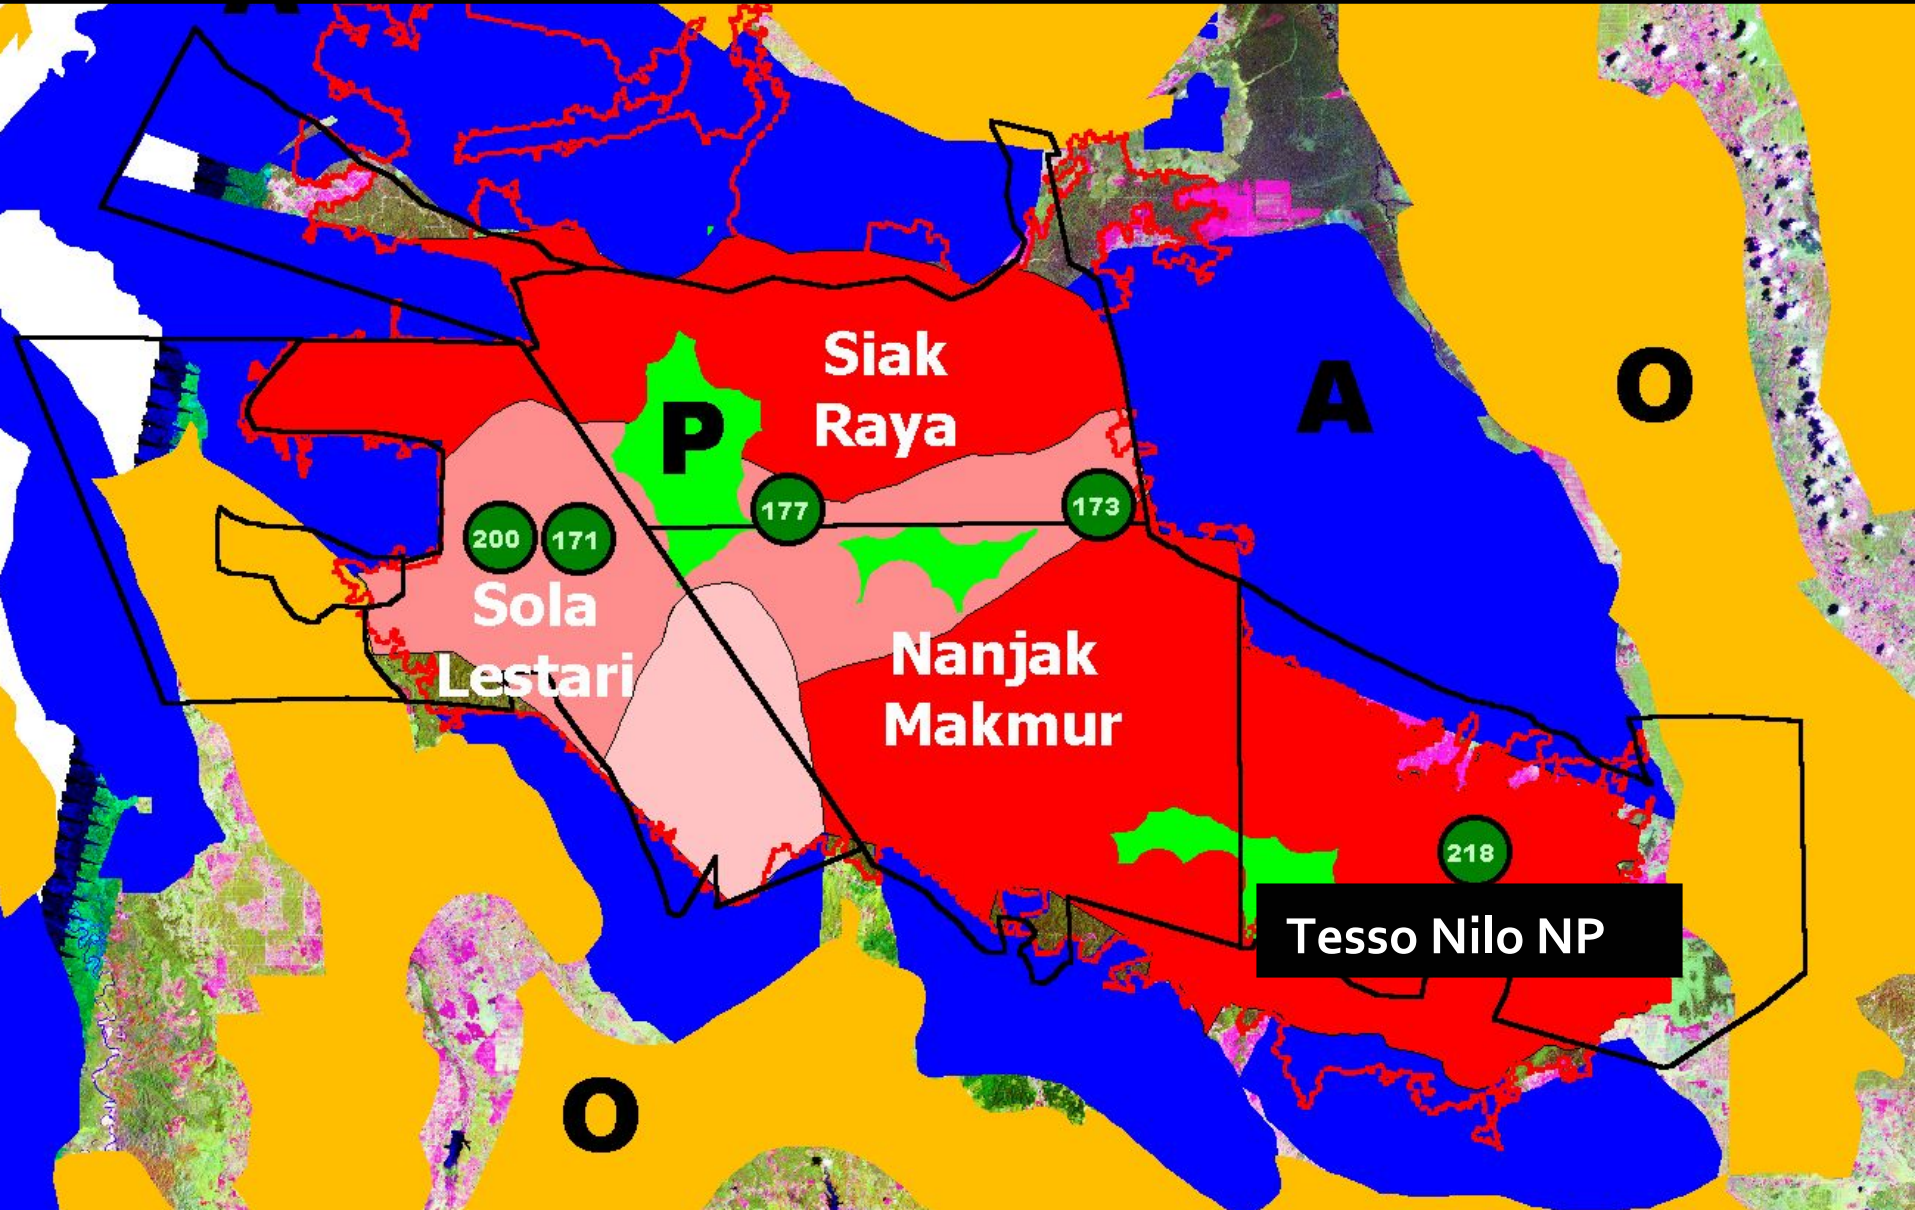 A
Siak
Raya
P
A
O
177
173
200
171
Sola
Lestari
Nanjak
Makmur
218
Tesso Nilo NP
O